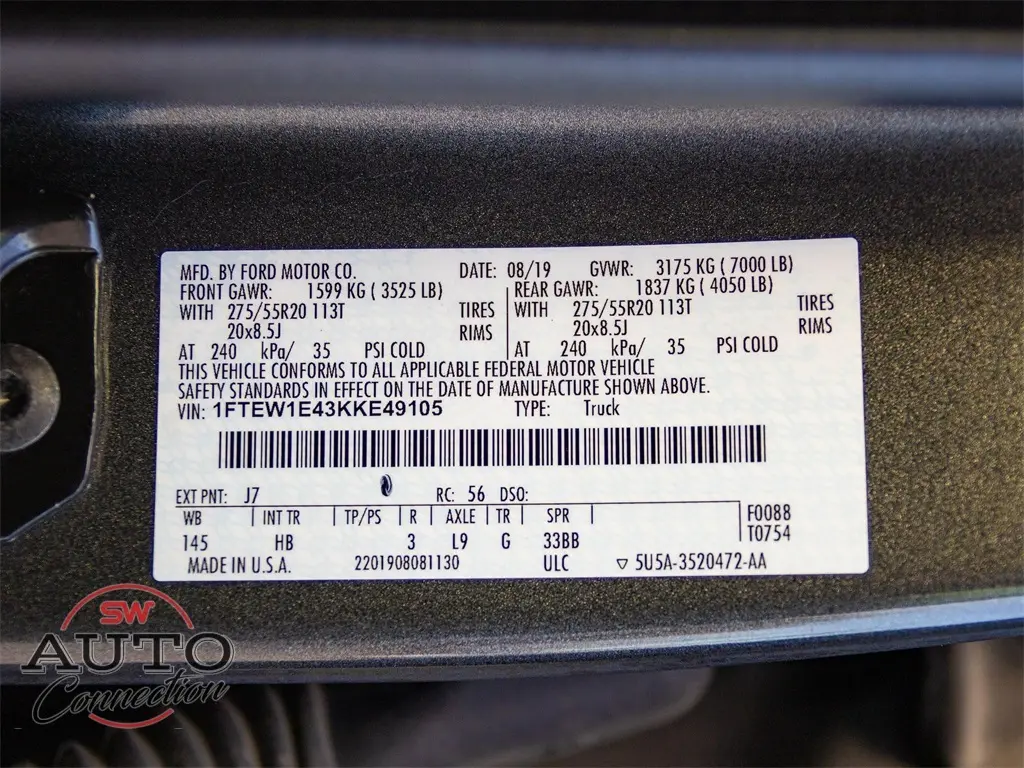 MFD. BY FORD MOTOR CO. DATE: 08/19 GVWR: 3175 KG ( 7000 LB)
FRONT GAWR: 1599 KG ( 3525 LB) REAR GAWR: 1837 KG ( 4050 LB)
WITH 275/55R20 113T TIRES WITH 275/55R20 113T TIRES
20x8.5J RIMS 20x8.5J RIMS
AT 240 kPa/ 35 PSI COLD AT 240 kPa/ 35 PSI COLD
THIS VEHICLE CONFORMS TO ALL APPLICABLE FEDERAL MOTOR VEHICLE
SAFETY STANDARDS IN EFFECT ON THE DATE OF MANUFACTURE SHOWN ABOVE.
VIN: 1FTEW1E43KKE49105 TYPE: Truck
EXT PNT: J7 RC: 56 DSO:
WB INT TR TP/PS R AXLE TR SPR F0088
145 HB 3 L9 G 33BB T0754
MADE IN U.S.A. 2201908081130 ULC 5U5A-3520472-AA
SW
AUTO
Connection